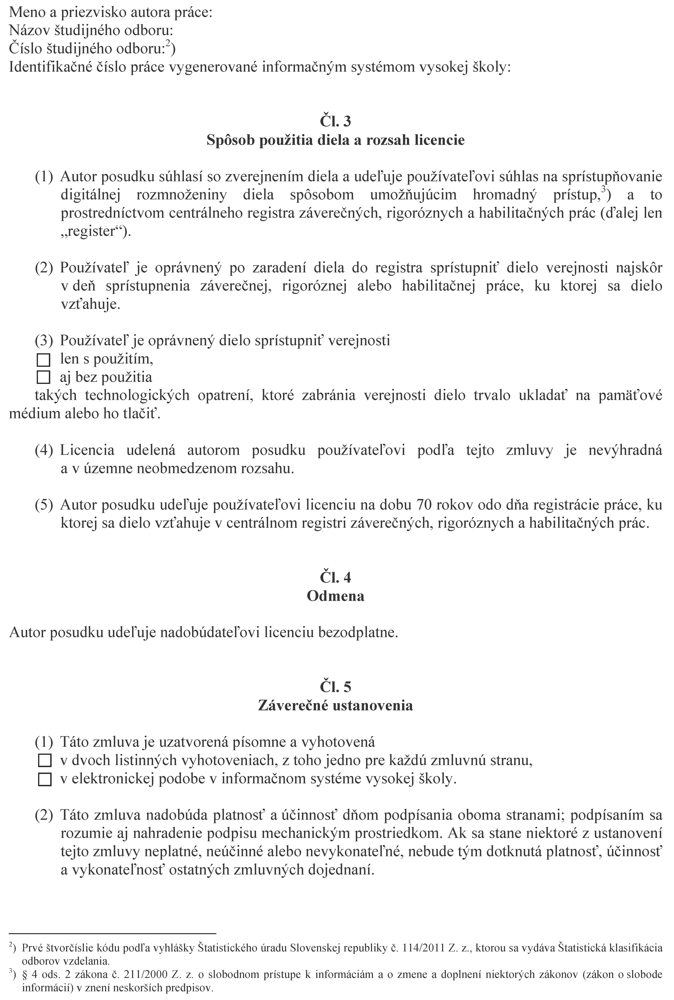 Meno a priezvisko autora práce:
Názov študijného odboru:
Číslo študijného odboru:2)
Identifikačné číslo práce vygenerované informačným systémom vysokej školy:
Čl. 3
Spôsob použitia diela a rozsah licencie
(1) Autor posudku súhlasí so zverejnením diela a udeľuje používateľovi súhlas na sprístupňovanie
digitálnej rozmnoženiny diela spôsobom umožňujúcim hromadný prístup,3) a to
prostredníctvom centrálneho registra záverečných, rigoróznych a habilitačných prác (ďalej len
„register“).
(2) Používateľ je oprávnený po zaradení diela do registra sprístupniť dielo verejnosti najskôr
v deň sprístupnenia záverečnej, rigoróznej alebo habilitačnej práce, ku ktorej sa dielo
vzťahuje.
(3) Používateľ je oprávnený dielo sprístupniť verejnosti
☐ len s použitím,
☐ aj bez použitia
takých technologických opatrení, ktoré zabránia verejnosti dielo trvalo ukladať na pamäťové
médium alebo ho tlačiť.
(4) Licencia udelená autorom posudku používateľovi podľa tejto zmluvy je nevýhradná
a v územne neobmedzenom rozsahu.
(5) Autor posudku udeľuje používateľovi licenciu na dobu 70 rokov odo dňa registrácie práce, ku
ktorej sa dielo vzťahuje v centrálnom registri záverečných, rigoróznych a habilitačných prác.
Čl. 4
Odmena
Autor posudku udeľuje nadobúdateľovi licenciu bezodplatne.
Čl. 5
Záverečné ustanovenia
(1) Táto zmluva je uzatvorená písomne a vyhotovená
☐ v dvoch listinných vyhotoveniach, z toho jedno pre každú zmluvnú stranu,
☐ v elektronickej podobe v informačnom systéme vysokej školy.
(2) Táto zmluva nadobúda platnosť a účinnosť dňom podpísania oboma stranami; podpísaním sa
rozumie aj nahradenie podpisu mechanickým prostriedkom. Ak sa stane niektoré z ustanovení
tejto zmluvy neplatné, neúčinné alebo nevykonateľné, nebude tým dotknutá platnosť, účinnosť
a vykonateľnosť ostatných zmluvných dojednaní.
2) Prvé štvorčíslie kódu podľa vyhlášky Štatistického úradu Slovenskej republiky č. 114/2011 Z. z., ktorou sa vydáva Štatistická klasifikácia
odborov vzdelania.
3) § 4 ods. 2 zákona č. 211/2000 Z. z. o slobodnom prístupe k informáciám a o zmene a doplnení niektorých zákonov (zákon o slobode
informácií) v znení neskorších predpisov.